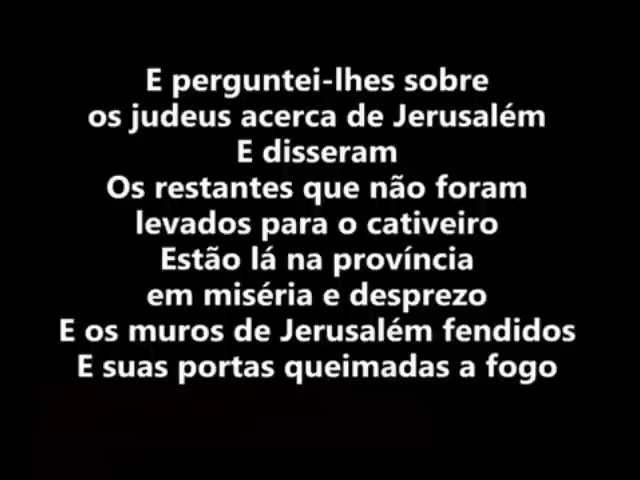 E perguntei-lhes sobre
os judeus acerca de Jerusalém
E disseram
Os restantes que não foram
levados para o cativeiro
Estão lá na província
em miséria e desprezo
E os muros de Jerusalém fendidos
E suas portas queimadas a fogo